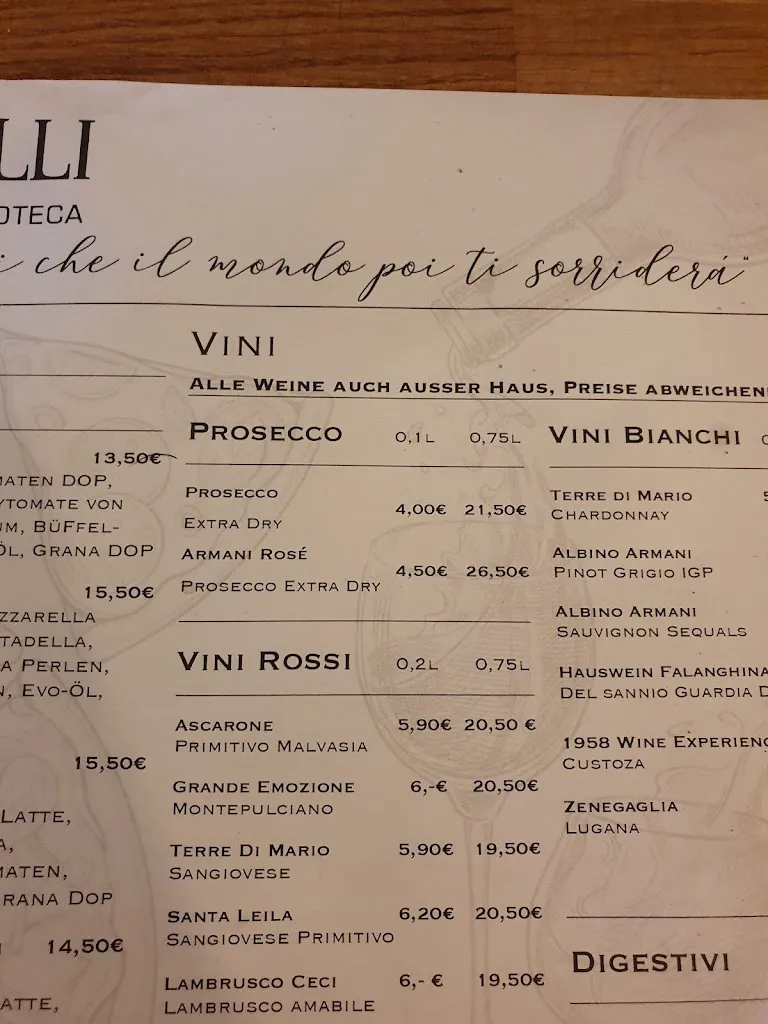 LLI
OTECA
che il mondo poi ti sorriderá"
13,50€
MATEN DOP,
YTOMATE VON
UM, BÜFFEL-
ÖL, GRANA DOP
15,50€
ZZARELLA
TADELLA,
A PERLEN,
N, EVO-ÖL,
15,50€
LATTE,
A,
MATEN,
RANA DOP
14,50€
ATTE,
VINI
ALLE WEINE AUCH AUSSER HAUS, PREISE ABWEICHEN
PROSECCO 0,1L 0,75L
PROSECCO
EXTRA DRY 4,00€ 21,50€
ARMANI ROSÉ
PROSECCO EXTRA DRY 4,50€ 26,50€
VINI ROSSI 0,2L 0,75L
ASCARONE 5,90€ 20,50 €
PRIMITIVO MALVASIA
GRANDE EMOZIONE 6,-€ 20,50€
MONTEPULCIANO
TERRE DI MARIO 5,90€ 19,50€
SANGIOVESE
SANTA LEILA 6,20€ 20,50€
SANGIOVESE PRIMITIVO
LAMBRUSCO CECI 6,- € 19,50€
LAMBRUSCO AMABILE
VINI BIANCHI
TERRE DI MARIO
CHARDONNAY
ALBINO ARMANI
PINOT GRIGIO IGP
ALBINO ARMANI
SAUVIGNON SEQUALS
HAUSWEIN FALANGHINA
DEL SANNIO GUARDIA
1958 WINE EXPERIENC
CUSTOZA
ZENEGAGLIA
LUGANA
DIGESTIVI